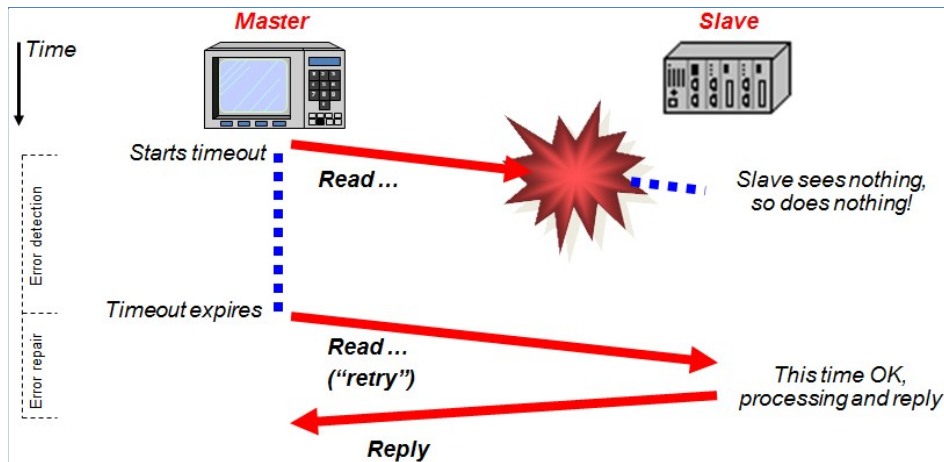 Master
Slave
Time
Starts timeout
Read ...
Slave sees nothing,
so does nothing!
Error detection
Timeout expires
Read ...
("retry")
Error repair
This time OK,
processing and reply
Reply